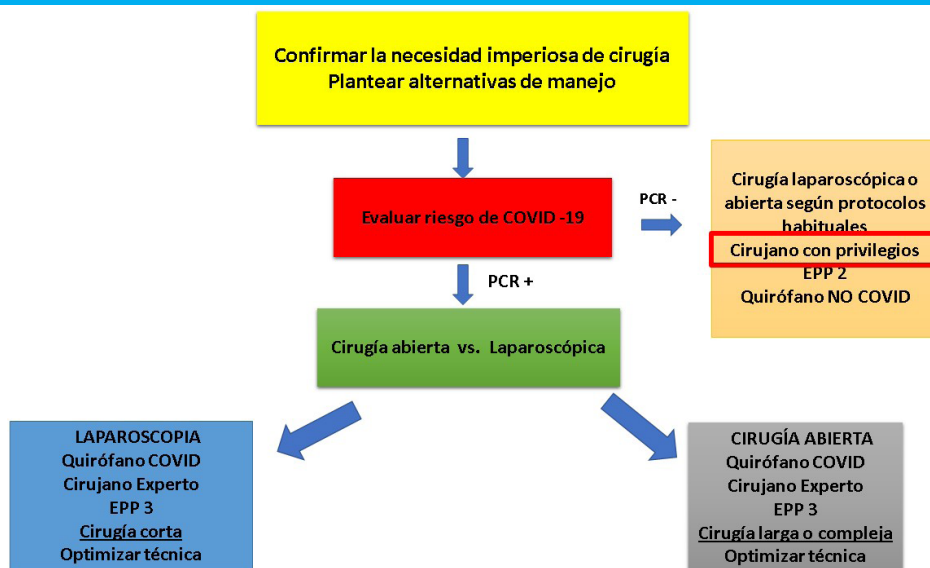 Confirmar la necesidad imperiosa de cirugía
Plantear alternativas de manejo
Evaluar riesgo de COVID -19
PCR -
Cirugía laparoscópica o
abierta según protocolos
habituales
Cirujano con privilegios
EPP 2
Quirófano NO COVID
PCR +
Cirugía abierta vs. Laparoscópica
LAPAROSCOPIA
Quirófano COVID
Cirujano Experto
EPP 3
Cirugía corta
Optimizar técnica
CIRUGÍA ABIERTA
Quirófano COVID
Cirujano Experto
EPP 3
Cirugía larga o compleja
Optimizar técnica